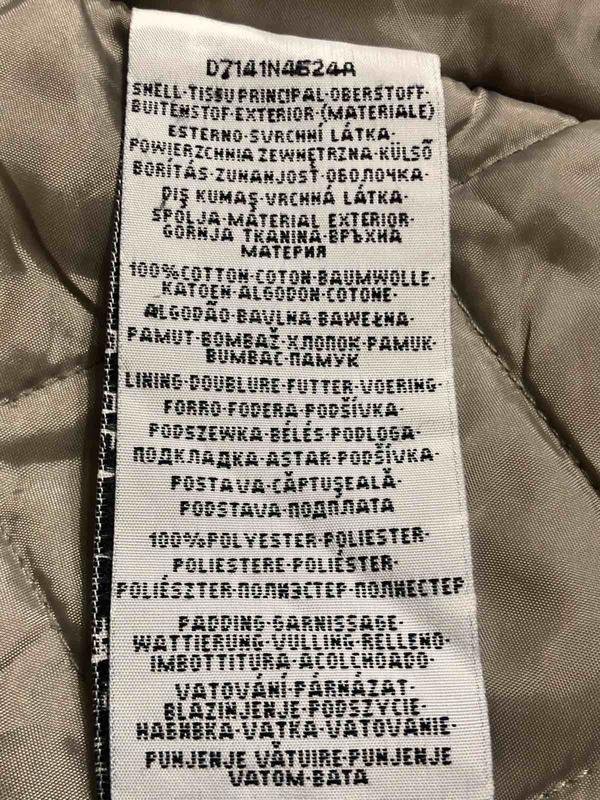 D7141N4624A
SHELL·TISSU PRINCIPAL·OBERSTOFF·
BUITENSTOF·EXTERIOR·(MATERIALE)
ESTERNO·SVRCHNÍ LÁTKA·
POWIERZCHNIA ZEWNĘTRZNA·KÜLSŐ
BORÍTÁS·ZUNANJOST·ОБОЛОЧКА·
DIŞ KUMAŞ·VRCHNÁ LÁTKA·
SPOLJA·MATERIAL EXTERIOR·
GORNJA TKANINA·ВРЪХНА
МАТЕРИЯ
100%COTTON·COTON·BAUMWOLLE·
KATOEN·ALGODON·COTONE·
ALGODÃO·BAVLNA·BAWEŁNA·
PAMUT·BOMBAŽ·ХЛОПОК·PAMUK·
BUMBAC·ПАМУК
LINING·DOUBLURE·FUTTER·VOERING·
FORRO·FODERA·PODŠÍVKA·
PODSZEWKA·BÉLÉS·PODLOGA·
ПОДКЛАДКА·ASTAR·PODŠÍVKA·
POSTAVA·CĂPTUŞEALĂ·
PODSTAVA·ПОДПЛАТА
100%POLYESTER·POLIESTER·
POLIESTERE·POLIÉSTER·
POLIÉSZTER·ПОЛИЭСТЕР·ПОЛИЕСТЕР
PADDING·GARNISSAGE·
WATTIERUNG·VULLING·RELLENO·
IMBOTTITURA·ACOLCHOADO·
VATOVÁNÍ·PÁRNÁZAT·
BLAZINJENJE·PODSZYCIE·
НАБИВКА·VATKA·VATOVANIE·
PUNJENJE VĂTUIRE·PUNJENJE
VATOM·ВАТА